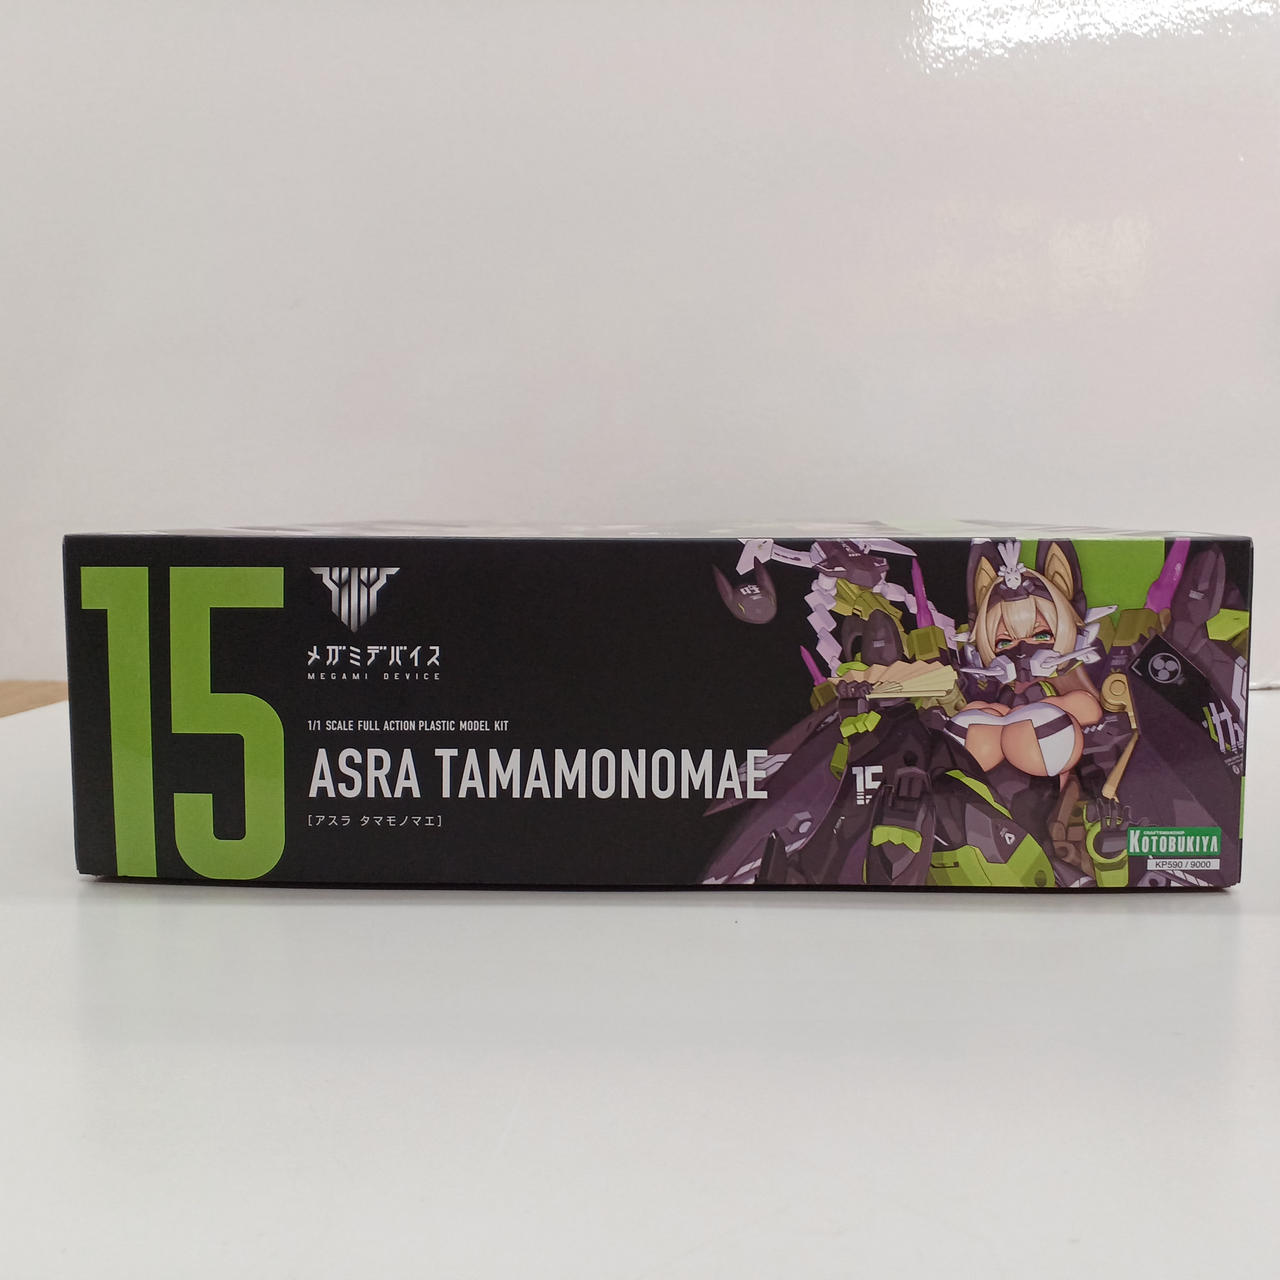 15
メガミデバイス
MEGAMI DEVICE
1/1 SCALE FULL ACTION PLASTIC MODEL KIT
ASRA TAMAMONOMAE
[アスラ タマモノマエ]
15
CRAFTSMANSHIP
KOTOBUKIYA
KP590 / 9000